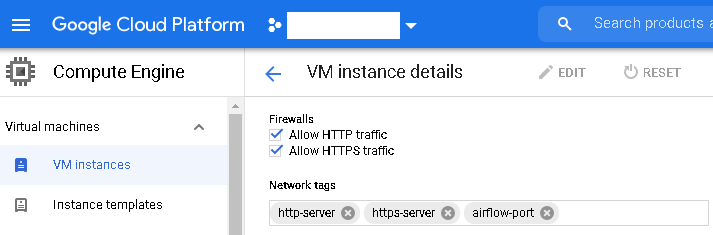 Google Cloud Platform
Search products a
Compute Engine
VM instance details
EDIT
RESET
Virtual machines
VM instances
Instance templates
Firewalls
Allow HTTP traffic
Allow HTTPS traffic
Network tags
http-server
https-server
airflow-port